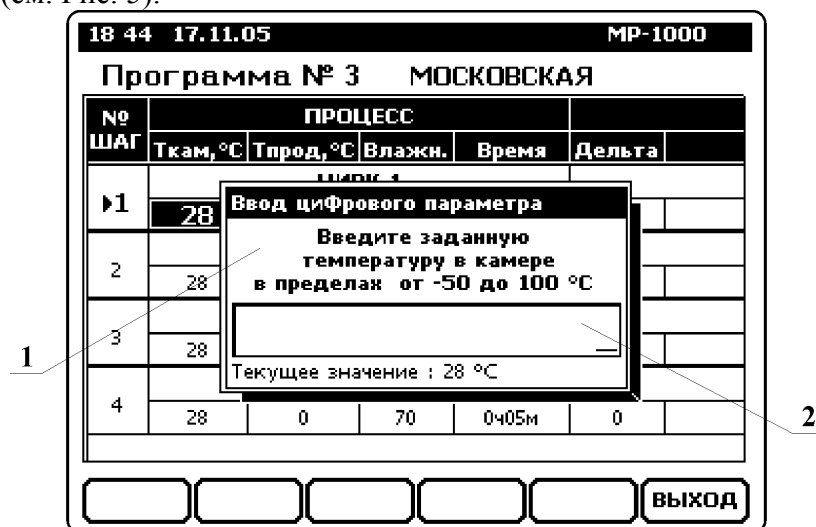 (см. Рис. 5).
18 44 17.11.05 МР-1000
Программа № 3 МОСКОВСКАЯ
№ ШАГ ПРОЦЕСС
Ткам,°С Тпрод,°С Влажн. Время Дельта
1 28
Ввод цифрового параметра
Введите заданную
температуру в камере
в пределах от -50 до 100 °С
Текущее значение : 28 °С
2 28
3 28
4 28 0 70 0ч05м 0
1
2
ВЫХОД